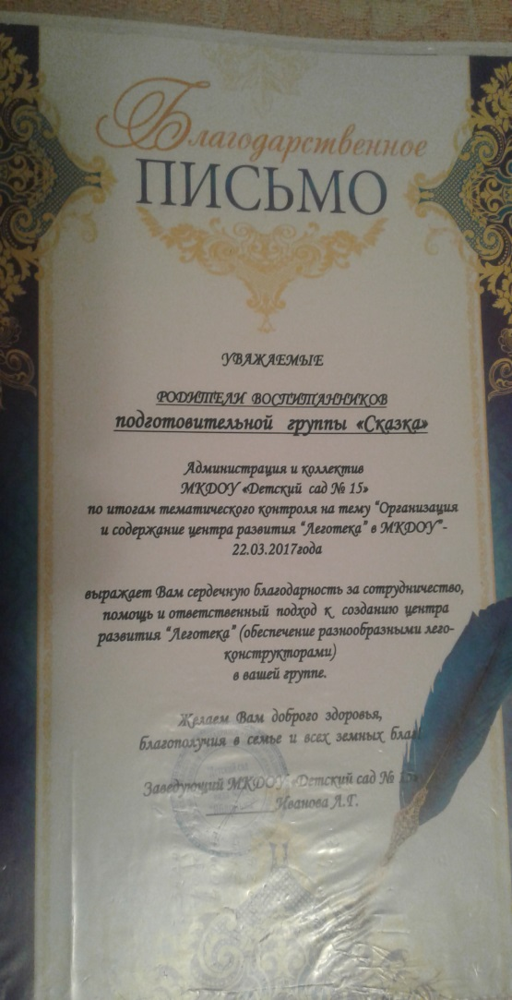 Благодарственное
ПИСЬМО
УВАЖАЕМЫЕ
РОДИТЕЛИ ВОСПИТАННИКОВ
подготовительной группы «Сказка»
Администрация и коллектив
МКДОУ «Детский сад № 15»
по итогам тематического контроля на тему “Организация
и содержание центра развития “Леготека” в МКДОУ”-
22.03.2017года
выражает Вам сердечную благодарность за сотрудничество,
помощь и ответственный подход к созданию центра
развития “Леготека” (обеспечение разнообразными лего-
конструкторами)
в вашей группе.
Желаем Вам доброго здоровья,
благополучия в семье и всех земных благ!
Заведующий МКДОУ «Детский сад № 15»
Иванова А.Г.